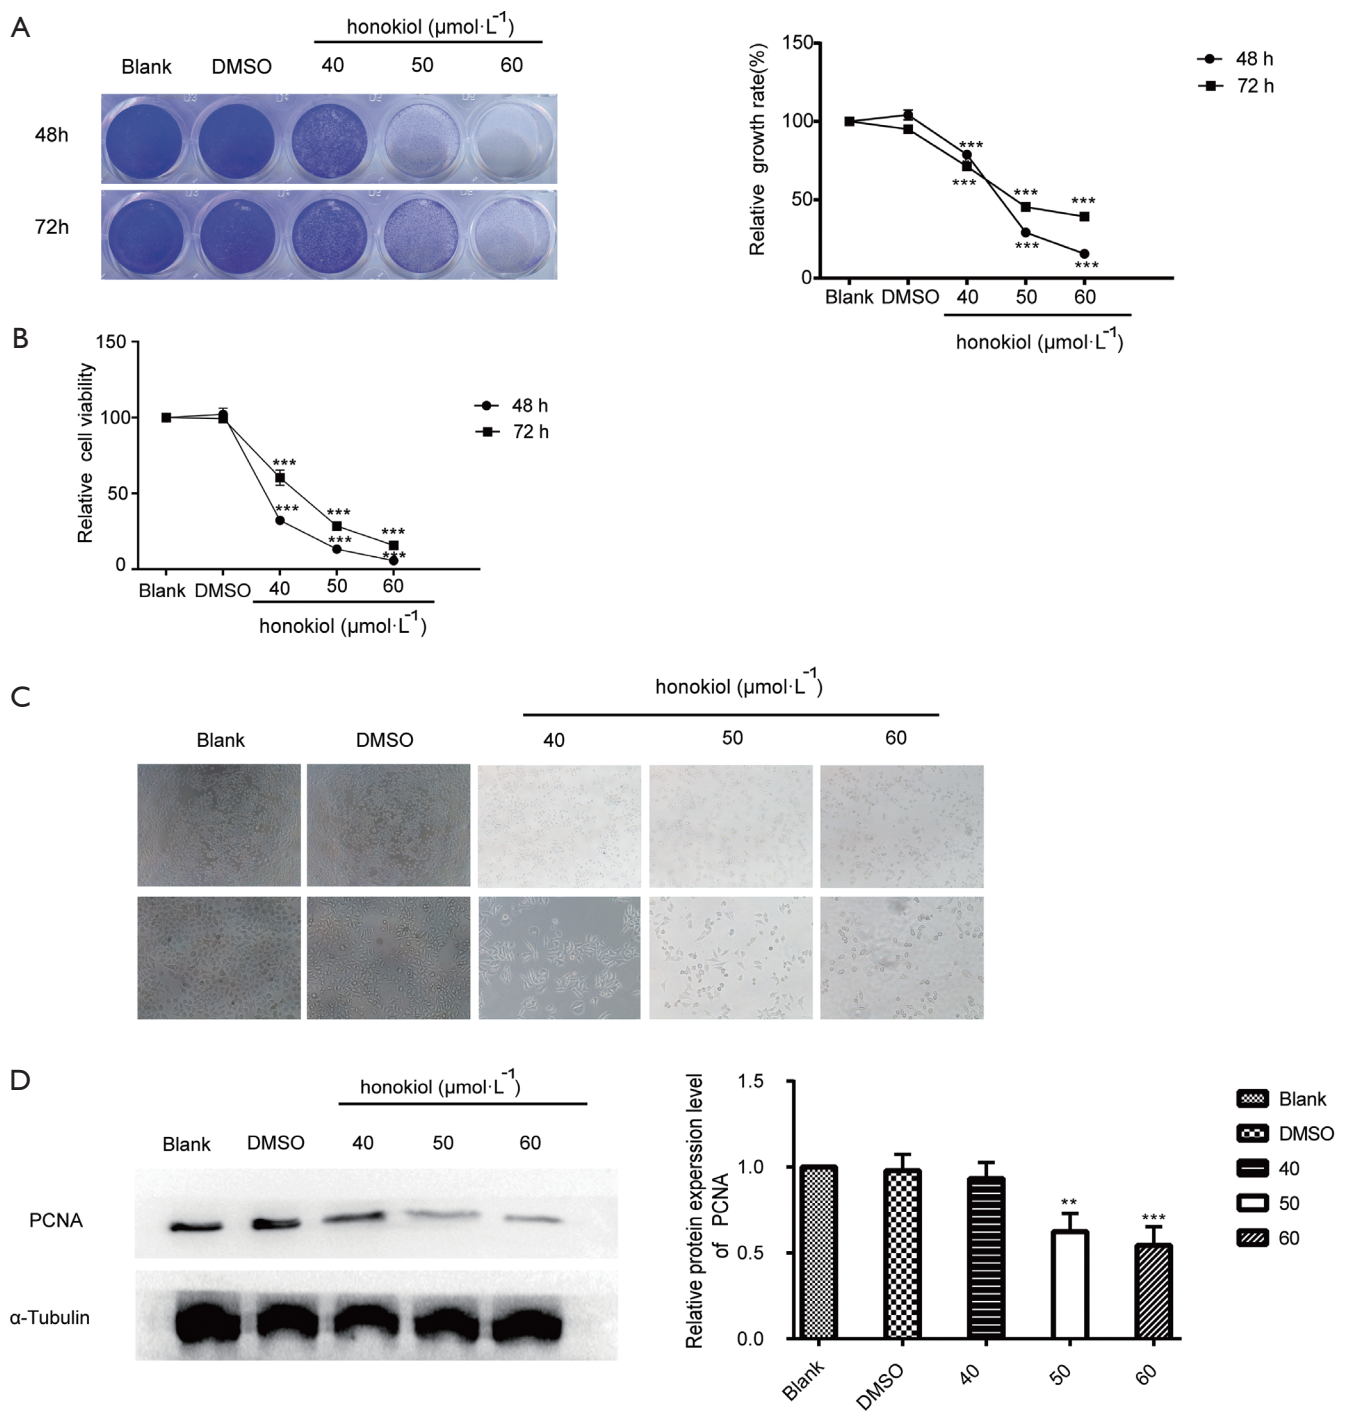 A
honokiol (μmol·L⁻¹)
Blank DMSO 40 50 60
48h
72h
150
100
50
0
Relative growth rate(%)
48 h
72 h
***
***
***
***
***
***
Blank DMSO 40 50 60
honokiol (μmol·L⁻¹)
B
150
100
50
0
Relative cell viability
48 h
72 h
***
***
***
***
***
***
Blank DMSO 40 50 60
honokiol (μmol·L⁻¹)
C
honokiol (μmol·L⁻¹)
Blank DMSO 40 50 60
D
honokiol (μmol·L⁻¹)
Blank DMSO 40 50 60
PCNA
α-Tubulin
Relative protein experssion level
of PCNA
1.5
1.0
0.5
0.0
**
***
Blank DMSO 40 50 60
Blank
DMSO
40
50
60